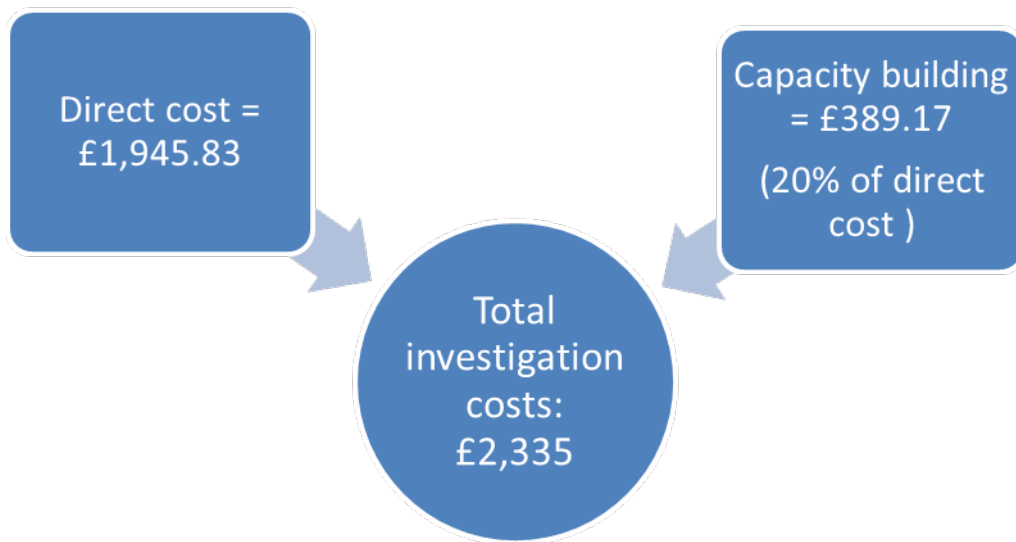 Direct cost =
£1,945.83
Capacity building
= £389.17
(20% of direct
cost )
Total
investigation
costs:
£2,335